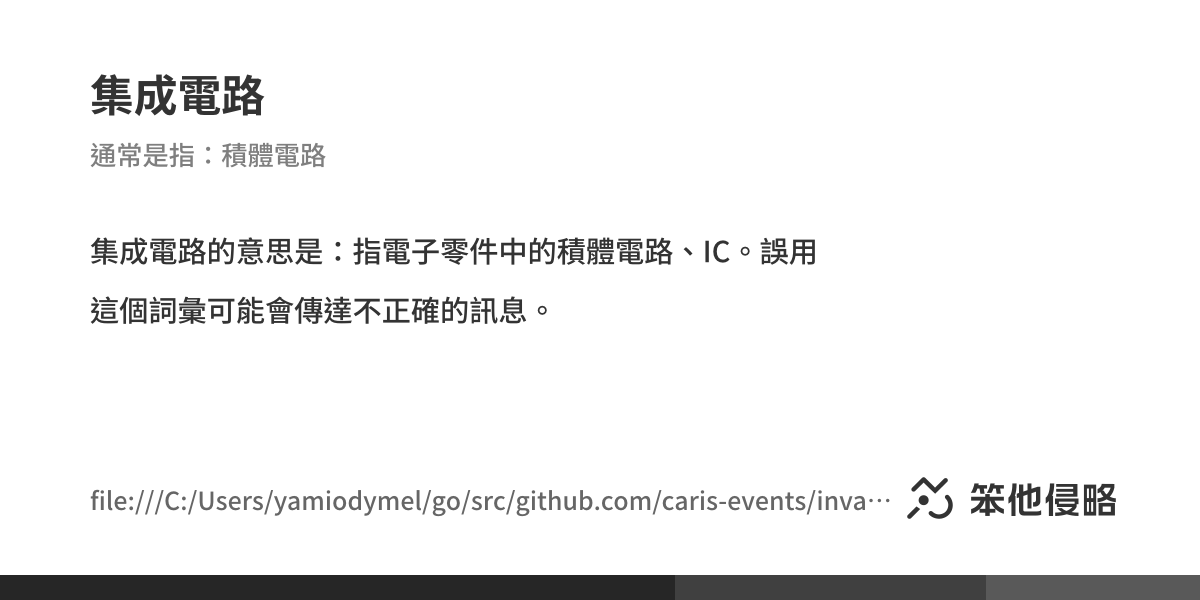 集成電路
通常是指：積體電路
集成電路的意思是：指電子零件中的積體電路、IC。誤用
這個詞彙可能會傳達不正確的訊息。
file:///C:/Users/yamiodymel/go/src/github.com/caris-events/inva…
笨他侵略